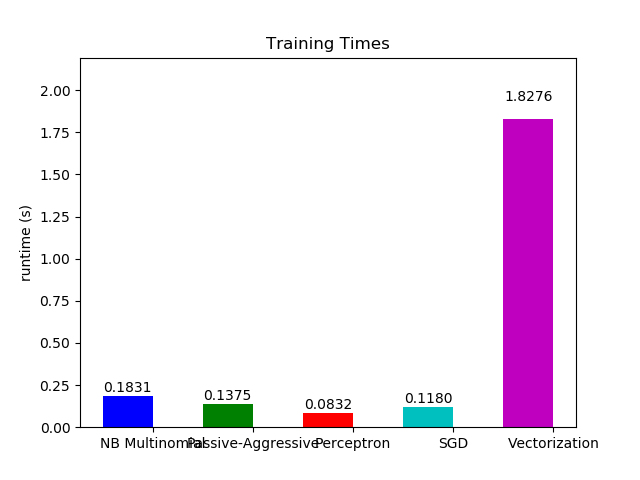 Training Times
runtime (s)
2.00
1.75
1.50
1.25
1.00
0.75
0.50
0.25
0.00
0.1831
0.1375
0.0832
0.1180
1.8276
NB Multinomial
Passive-Aggressive
Perceptron
SGD
Vectorization